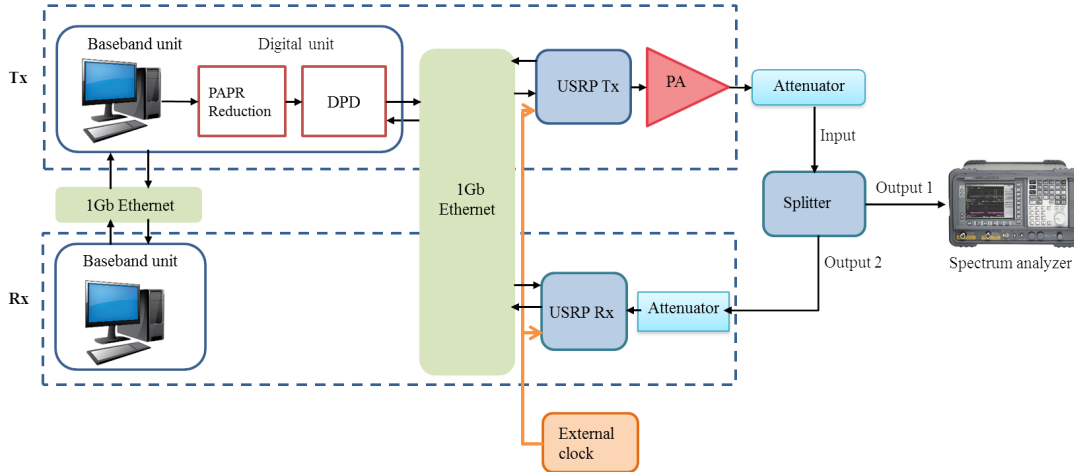 Baseband unit
Digital unit
Tx
PAPR
Reduction
DPD
USRP Tx
PA
Attenuator
Input
1Gb Ethernet
1Gb
Ethernet
Splitter
Output 1
Output 2
Spectrum analyzer
Rx
Baseband unit
USRP Rx
Attenuator
External
clock